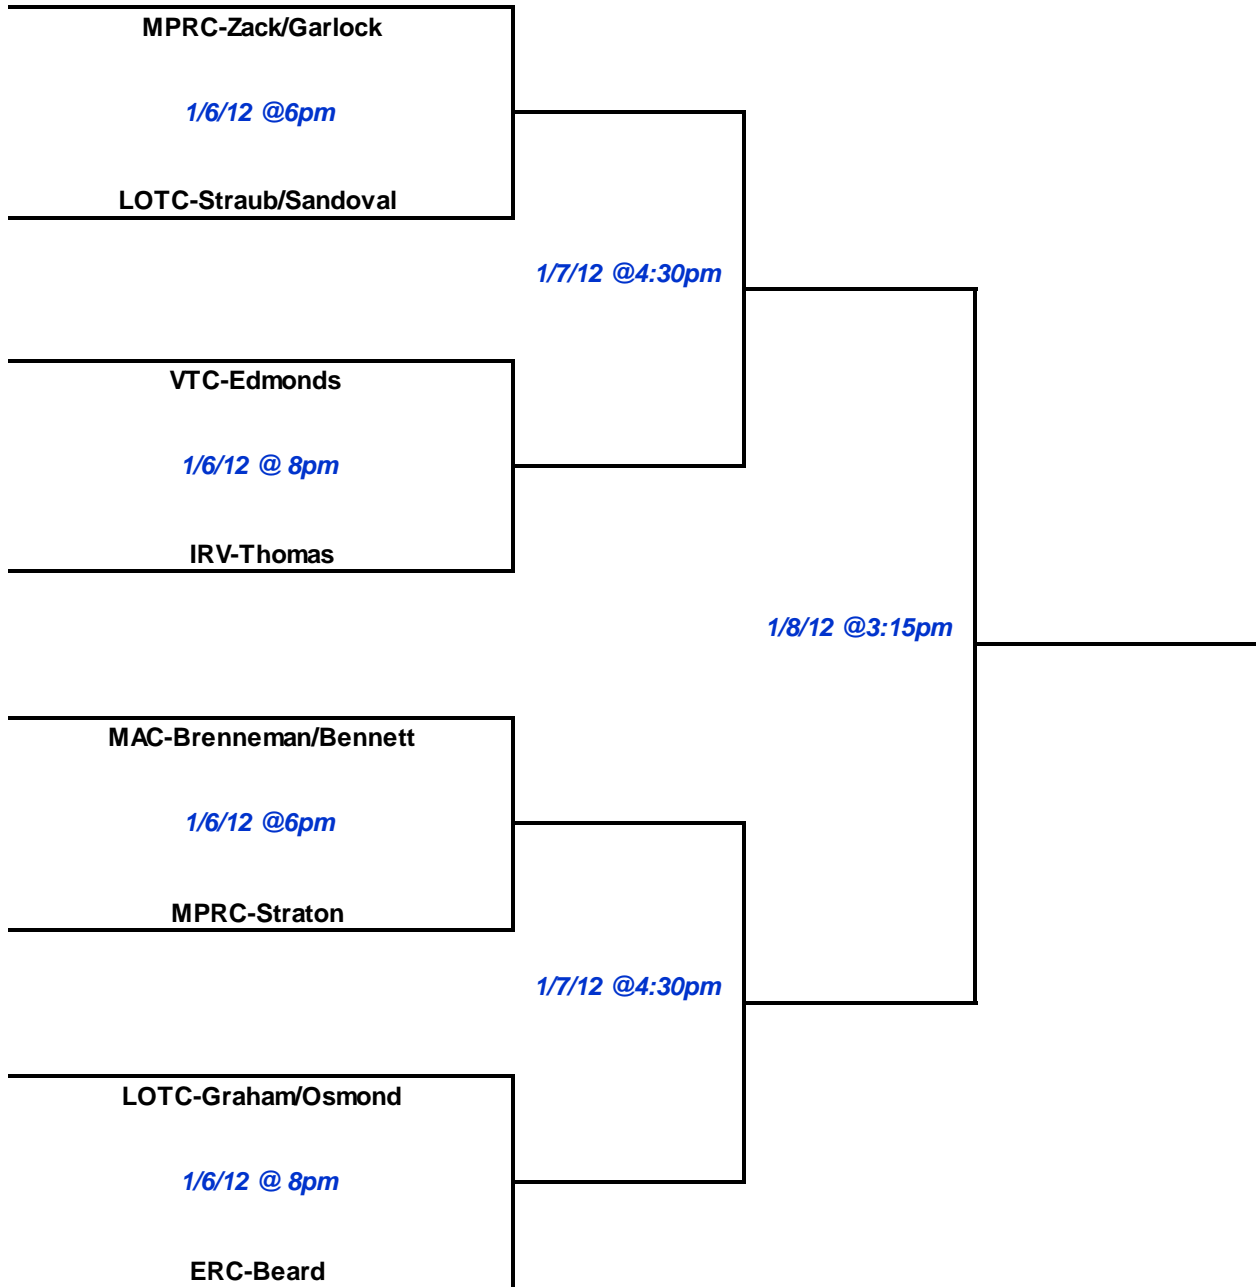 MPRC-Zack/Garlock
1/6/12 @6pm
LOTC-Straub/Sandoval
1/7/12 @4:30pm
VTC-Edmonds
1/6/12 @ 8pm
IRV-Thomas
1/8/12 @3:15pm
MAC-Brenneman/Bennett
1/6/12 @6pm
MPRC-Straton
1/7/12 @4:30pm
LOTC-Graham/Osmond
1/6/12 @ 8pm
ERC-Beard